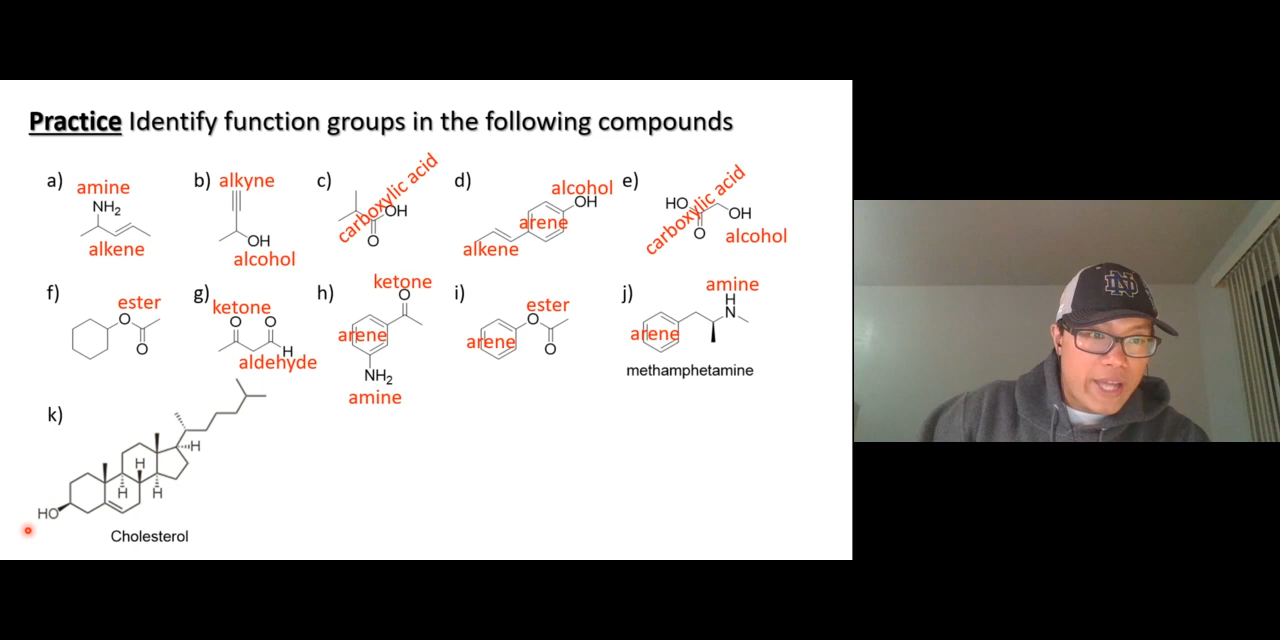 Practice Identify function groups in the following compounds
a) amine
NH2
alkene
b) alkyne
OH
alcohol
c) carboxylic acid
OH
O
d) alcohol
OH
arene
alkene
e) carboxylic acid
HO
OH
O
alcohol
f) ester
O
O
g) ketone
O O
H
aldehyde
h) ketone
O
arene
NH2
amine
i) ester
O
arene
O
j) amine
H
N
arene
methamphetamine
k)
H
H
H H
HO
Cholesterol